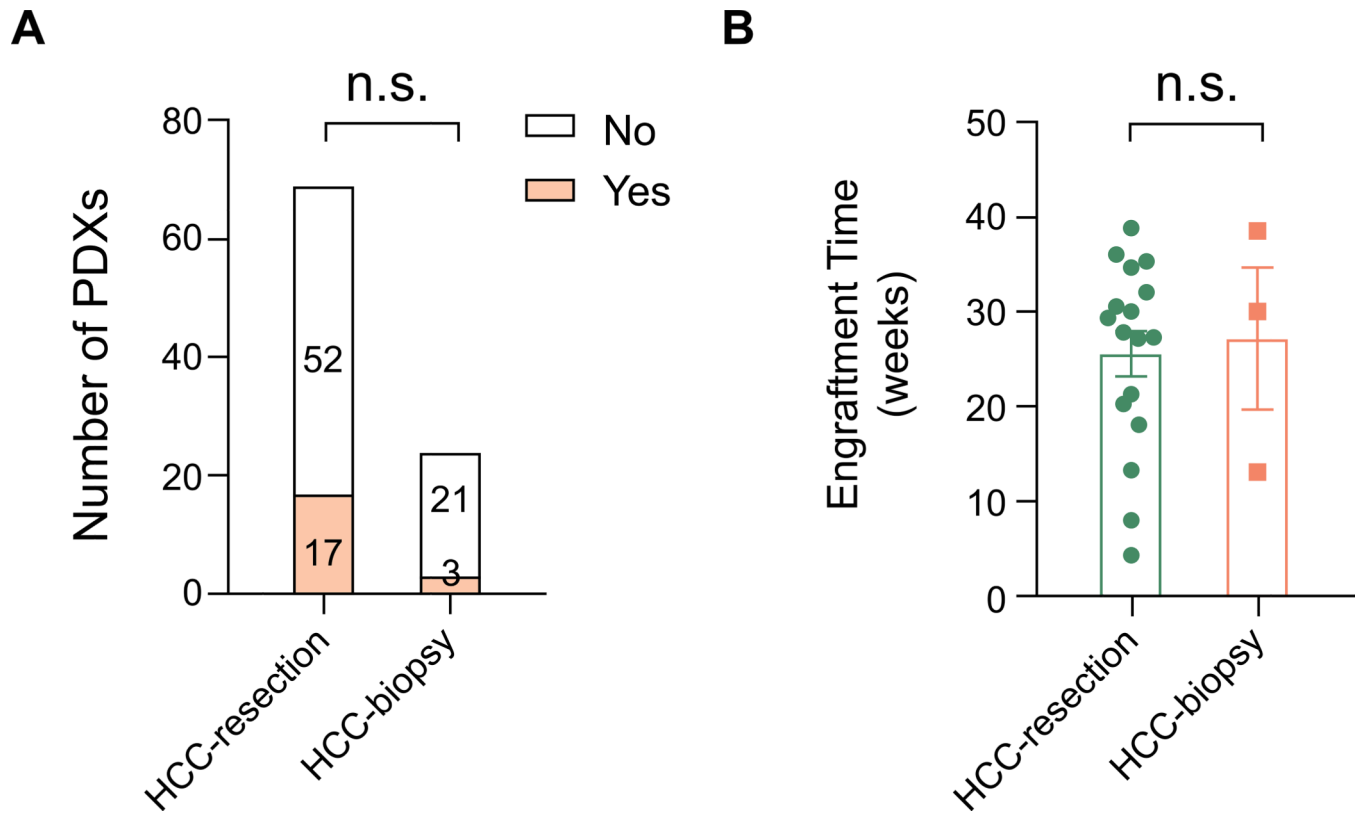 A
n.s.
80
60
40
20
0
Number of PDXs
52
17
21
3
No
Yes
HCC-resection
HCC-biopsy
B
n.s.
50
40
30
20
10
0
Engraftment Time
(weeks)
HCC-resection
HCC-biopsy